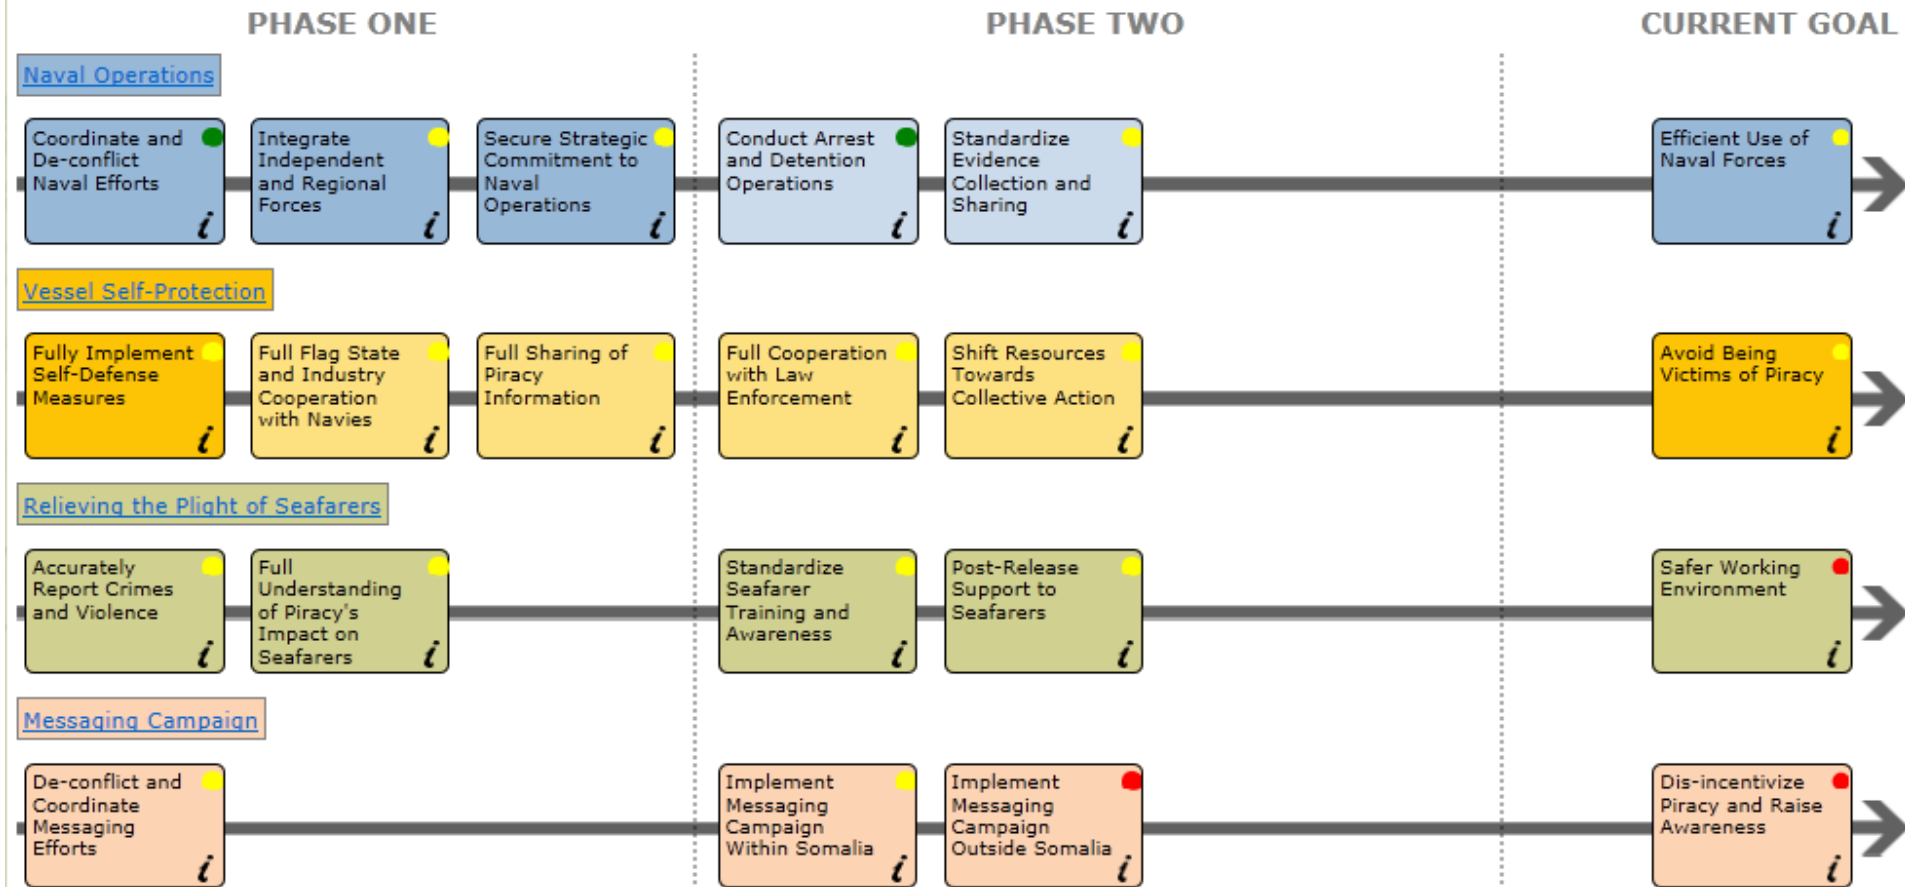 PHASE ONE
PHASE TWO
CURRENT GOAL
Naval Operations
Coordinate and
De-conflict
Naval Efforts
i
Integrate
Independent
and Regional
Forces
i
Secure Strategic
Commitment to
Naval
Operations
i
Conduct Arrest
and Detention
Operations
i
Standardize
Evidence
Collection and
Sharing
i
Efficient Use of
Naval Forces
i
Vessel Self-Protection
Fully Implement
Self-Defense
Measures
i
Full Flag State
and Industry
Cooperation
with Navies
i
Full Sharing of
Piracy
Information
i
Full Cooperation
with Law
Enforcement
i
Shift Resources
Towards
Collective Action
i
Avoid Being
Victims of Piracy
i
Relieving the Plight of Seafarers
Accurately
Report Crimes
and Violence
i
Full
Understanding
of Piracy's
Impact on
Seafarers
i
Standardize
Seafarer
Training and
Awareness
i
Post-Release
Support to
Seafarers
i
Safer Working
Environment
i
Messaging Campaign
De-conflict and
Coordinate
Messaging
Efforts
i
Implement
Messaging
Campaign
Within Somalia
i
Implement
Messaging
Campaign
Outside Somalia
i
Dis-incentivize
Piracy and Raise
Awareness
i